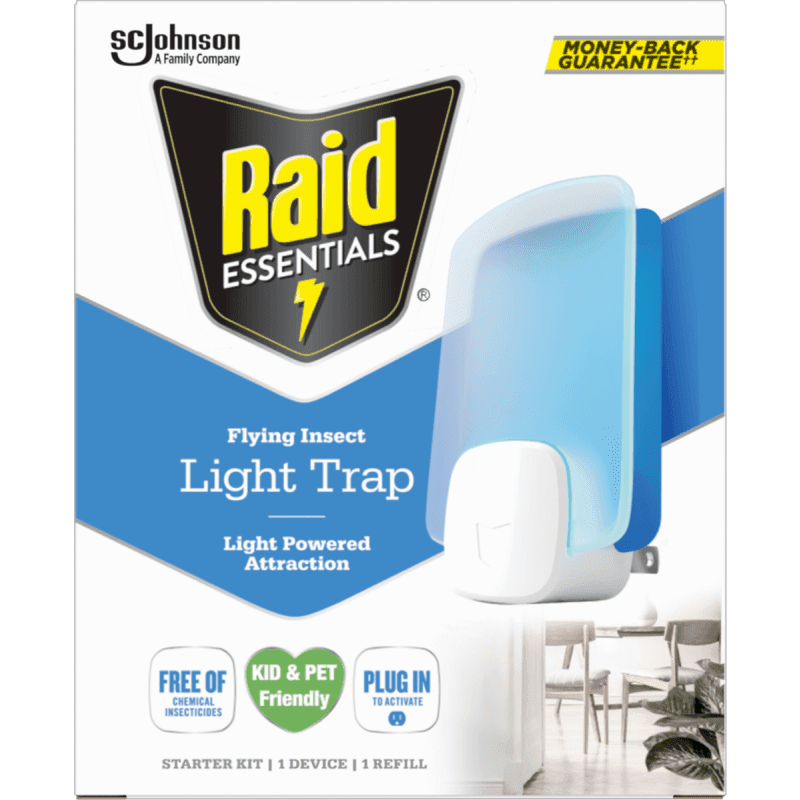 SC Johnson
A Family Company
MONEY-BACK
GUARANTEE††
Raid
ESSENTIALS
®
Flying Insect
Light Trap
Light Powered
Attraction
FREE OF
CHEMICAL
INSECTICIDES
KID & PET
Friendly
PLUG IN
TO ACTIVATE
STARTER KIT | 1 DEVICE | 1 REFILL